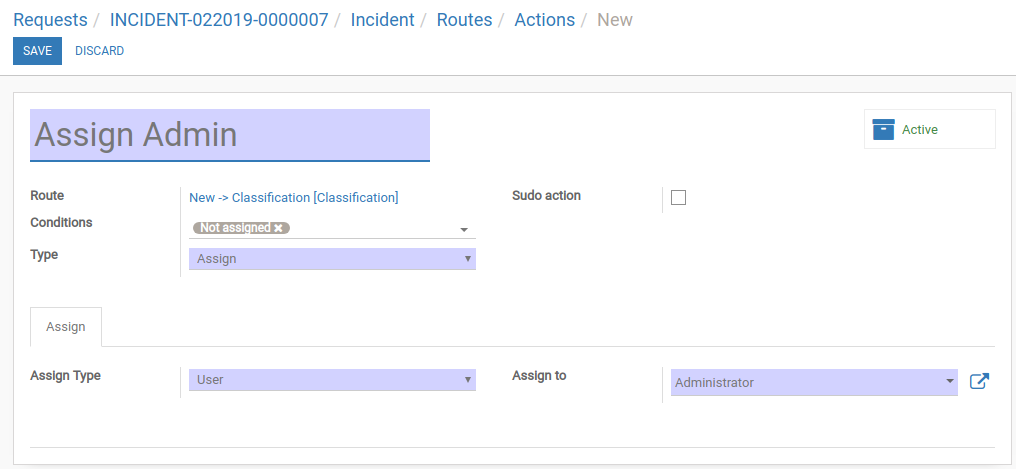 Requests / INCIDENT-022019-0000007 / Incident / Routes / Actions / New
SAVE DISCARD
Assign Admin
Active
Route New -> Classification [Classification] Sudo action
Conditions Not assigned ✖
Type Assign
Assign
Assign Type User Assign to Administrator